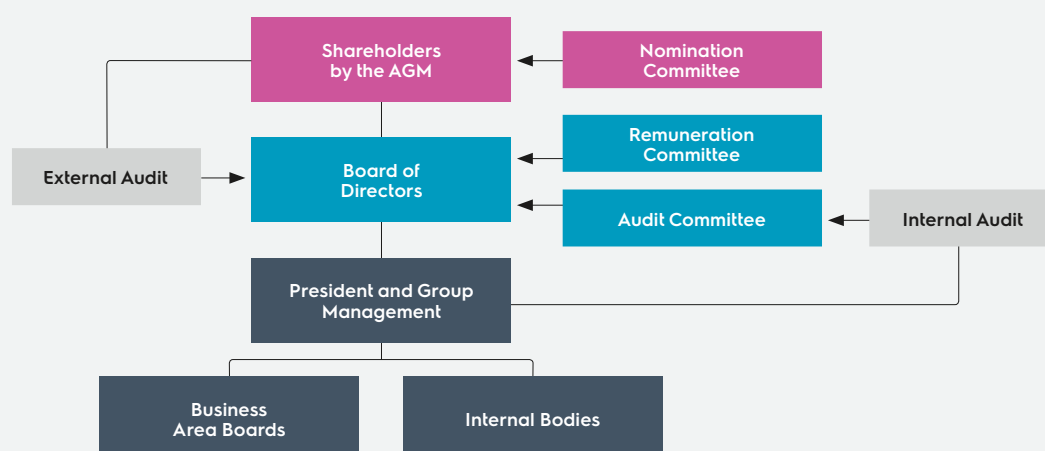 Shareholders
by the AGM
Nomination
Committee
Remuneration
Committee
External Audit
Board of
Directors
Audit Committee
Internal Audit
President and Group
Management
Business
Area Boards
Internal Bodies